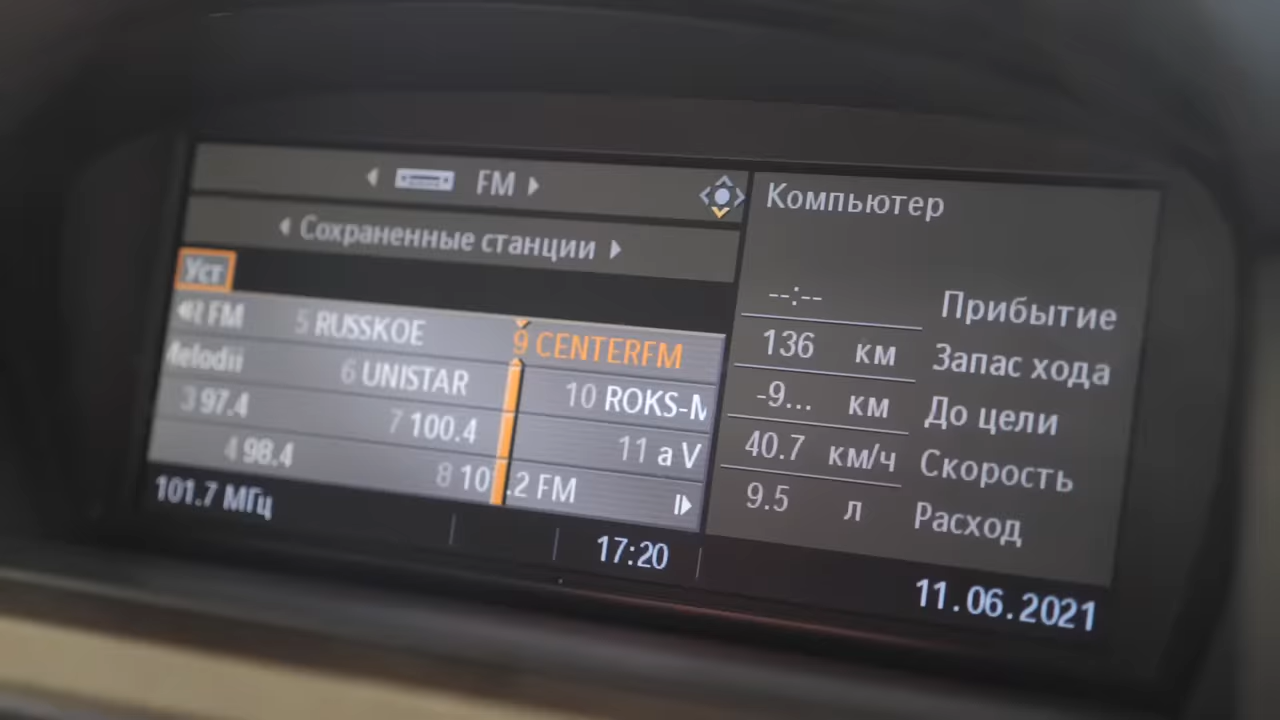 FM
Сохраненные станции
Уст
FM 5 RUSSKOE 9 CENTERFM
Melodii 6 UNISTAR 10 ROKS-M
3 97.4 7 100.4 11 a V
4 98.4 8 10 .2 FM
101.7 МГц
17:20
Компьютер
--:-- Прибытие
136 км Запас хода
-9... км До цели
40.7 км/ч Скорость
9.5 л Расход
11.06.2021